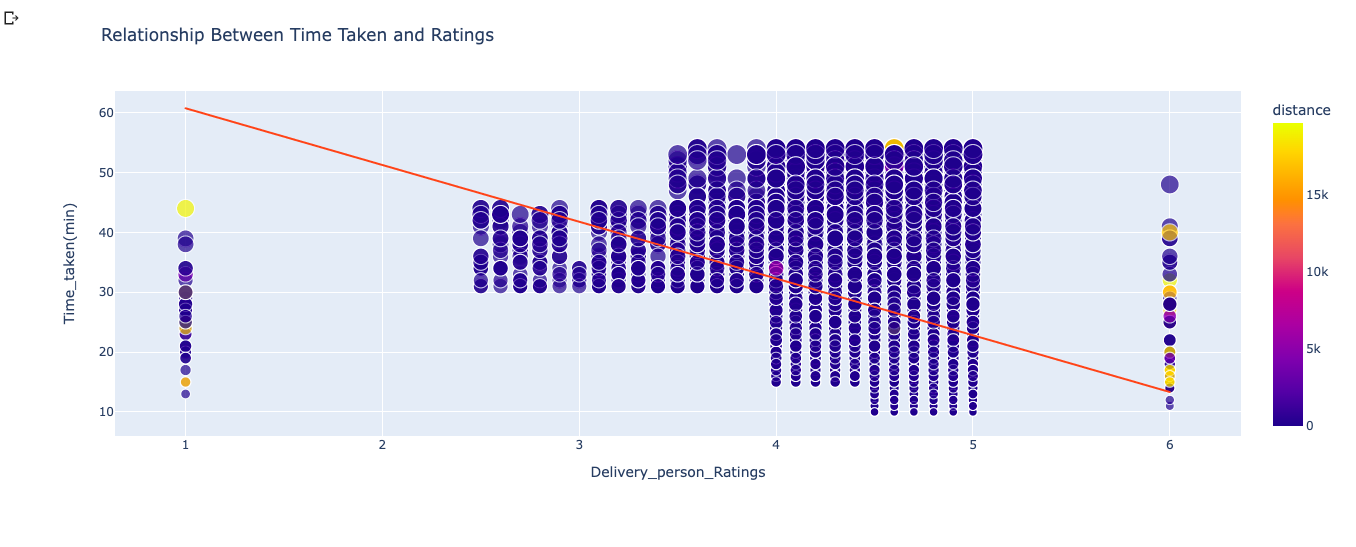 Relationship Between Time Taken and Ratings
distance
60
50
40
30
20
10
Time_taken(min)
15k
10k
5k
0
1 2 3 4 5 6
Delivery_person_Ratings